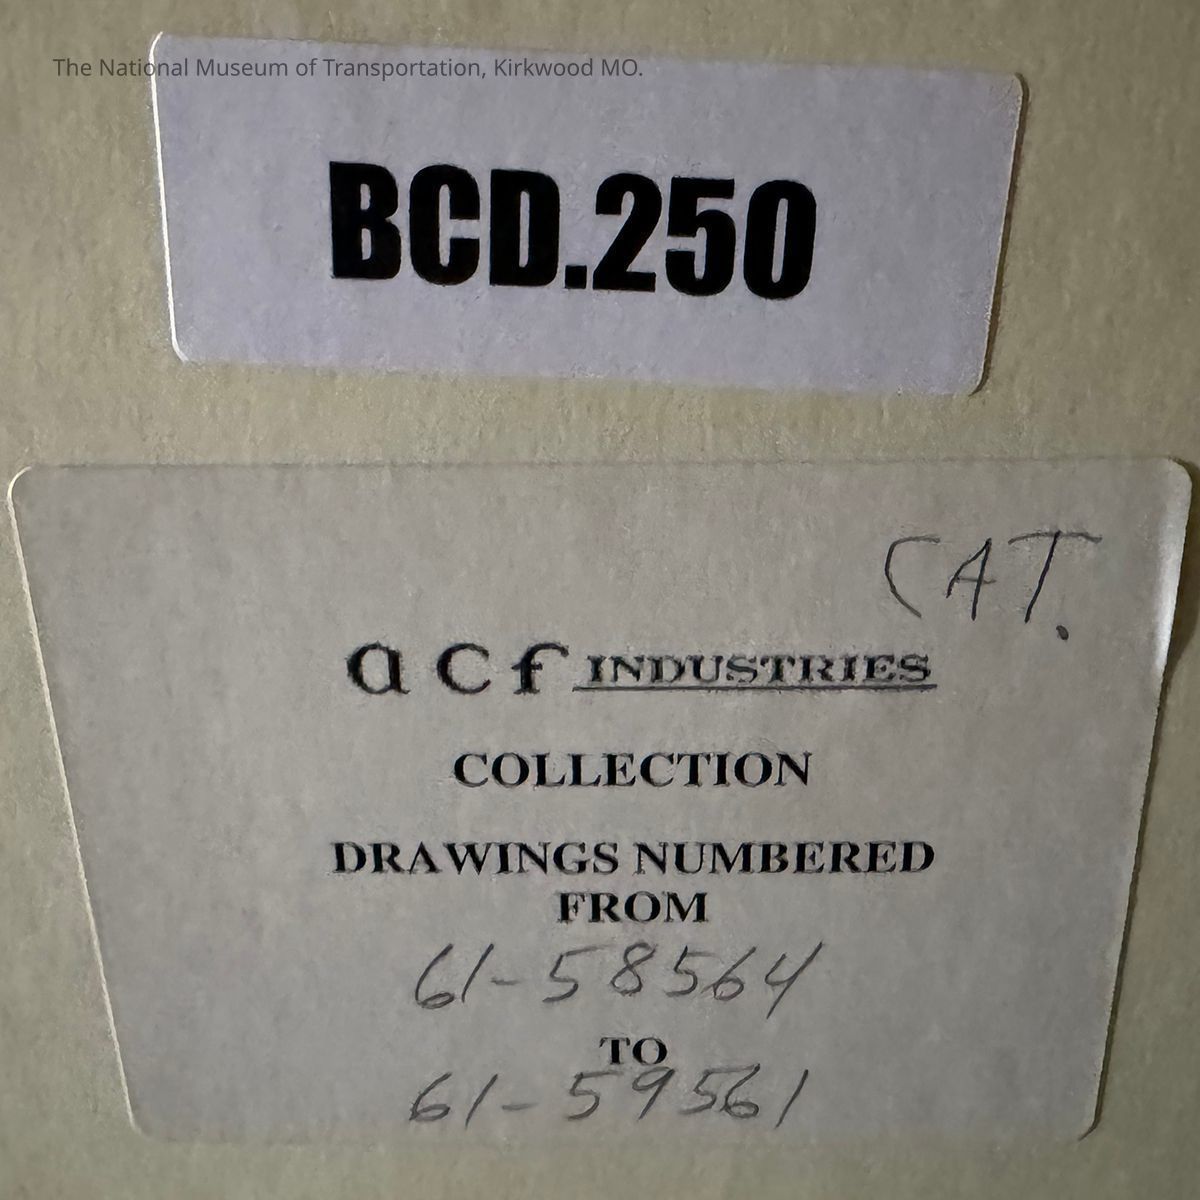 The National Museum of Transportation, Kirkwood MO.
BCD.250
CAT.
acf INDUSTRIES
COLLECTION
DRAWINGS NUMBERED
FROM
61-58564
TO
61-59561